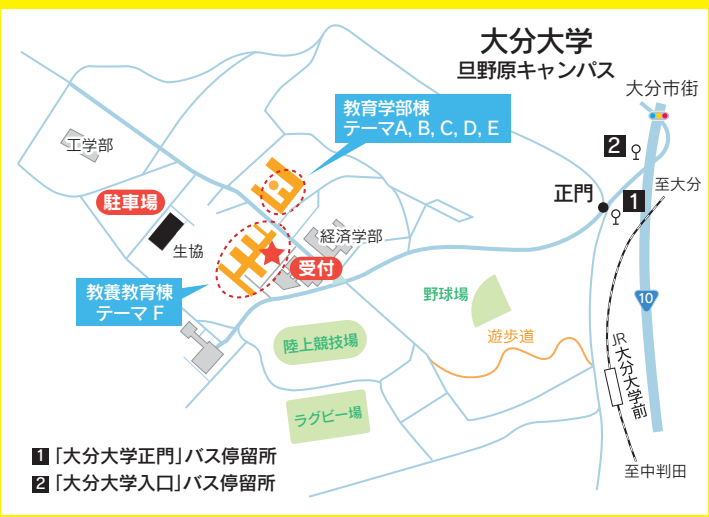 大分大学
旦野原キャンパス
大分市街
教育学部棟
テーマA, B, C, D, E
工学部
2
至大分
正門
1
駐車場
経済学部
生協
受付
教養教育棟
テーマ F
野球場
10
遊歩道
陸上競技場
JR
大分大学前
ラグビー場
1 「大分大学正門」バス停留所
2 「大分大学入口」バス停留所
至中判田